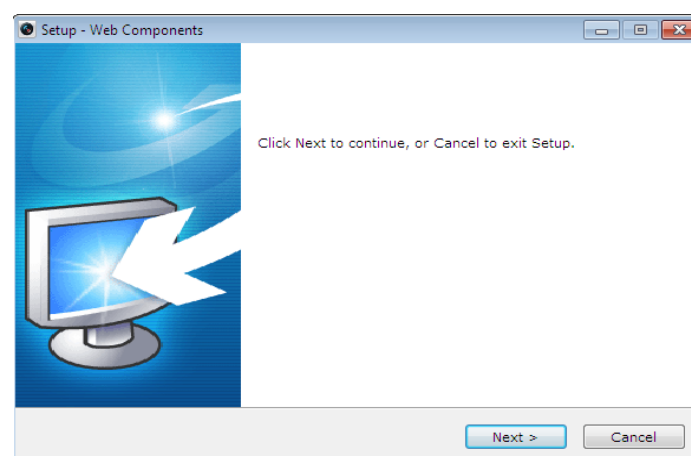 Setup - Web Components
Click Next to continue, or Cancel to exit Setup.
Next >
Cancel